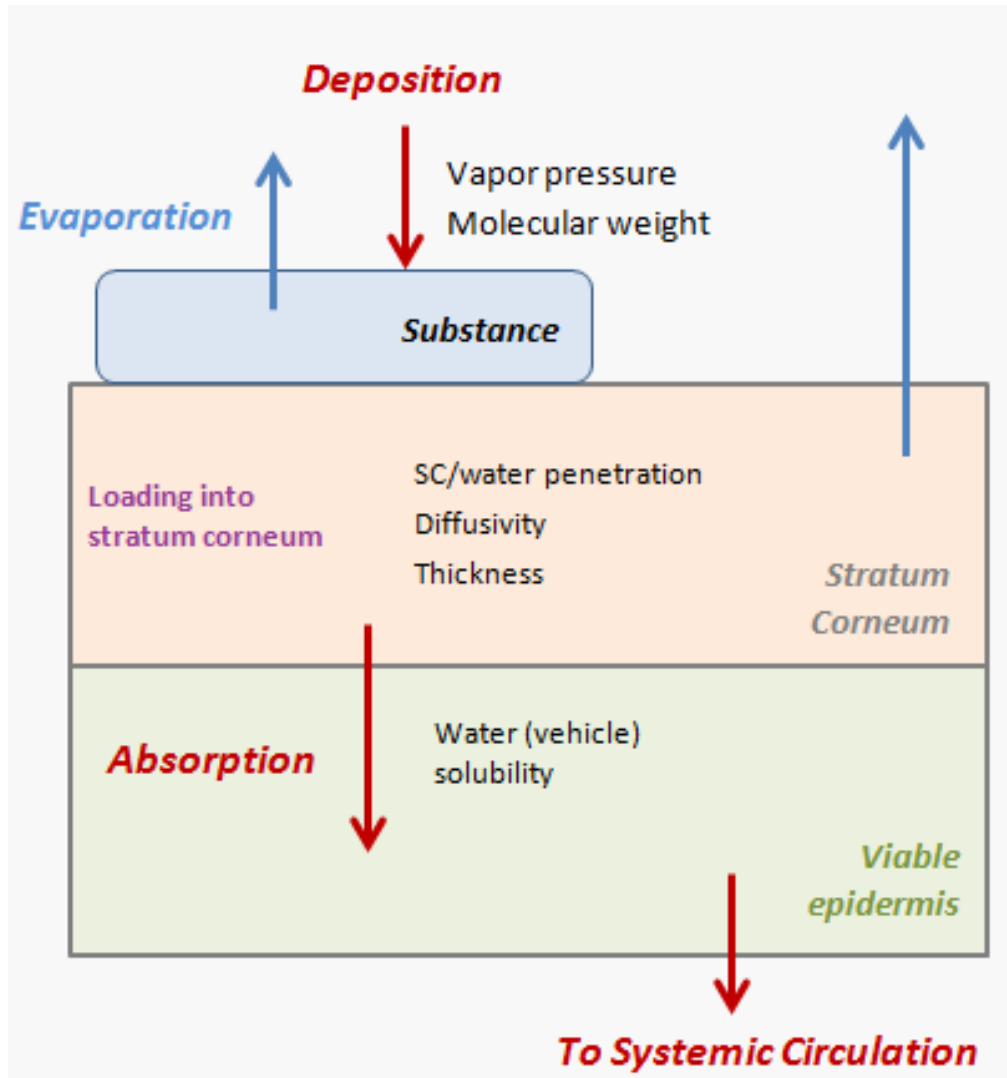 Deposition
Vapor pressure
Evaporation
Molecular weight
Substance
SC/water penetration
Loading into
stratum corneum
Diffusivity
Thickness
Stratum
Corneum
Water (vehicle)
solubility
Absorption
Viable
epidermis
To Systemic Circulation